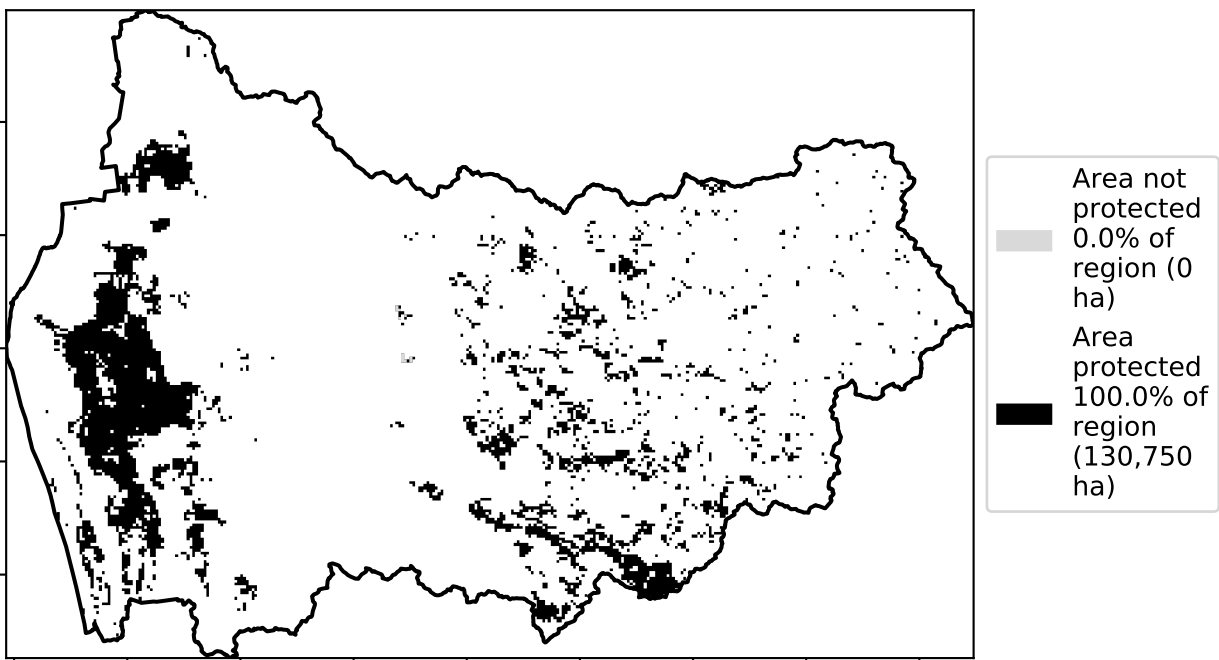 Area not
protected
0.0% of
region (0
ha)
Area
protected
100.0% of
region
(130,750
ha)